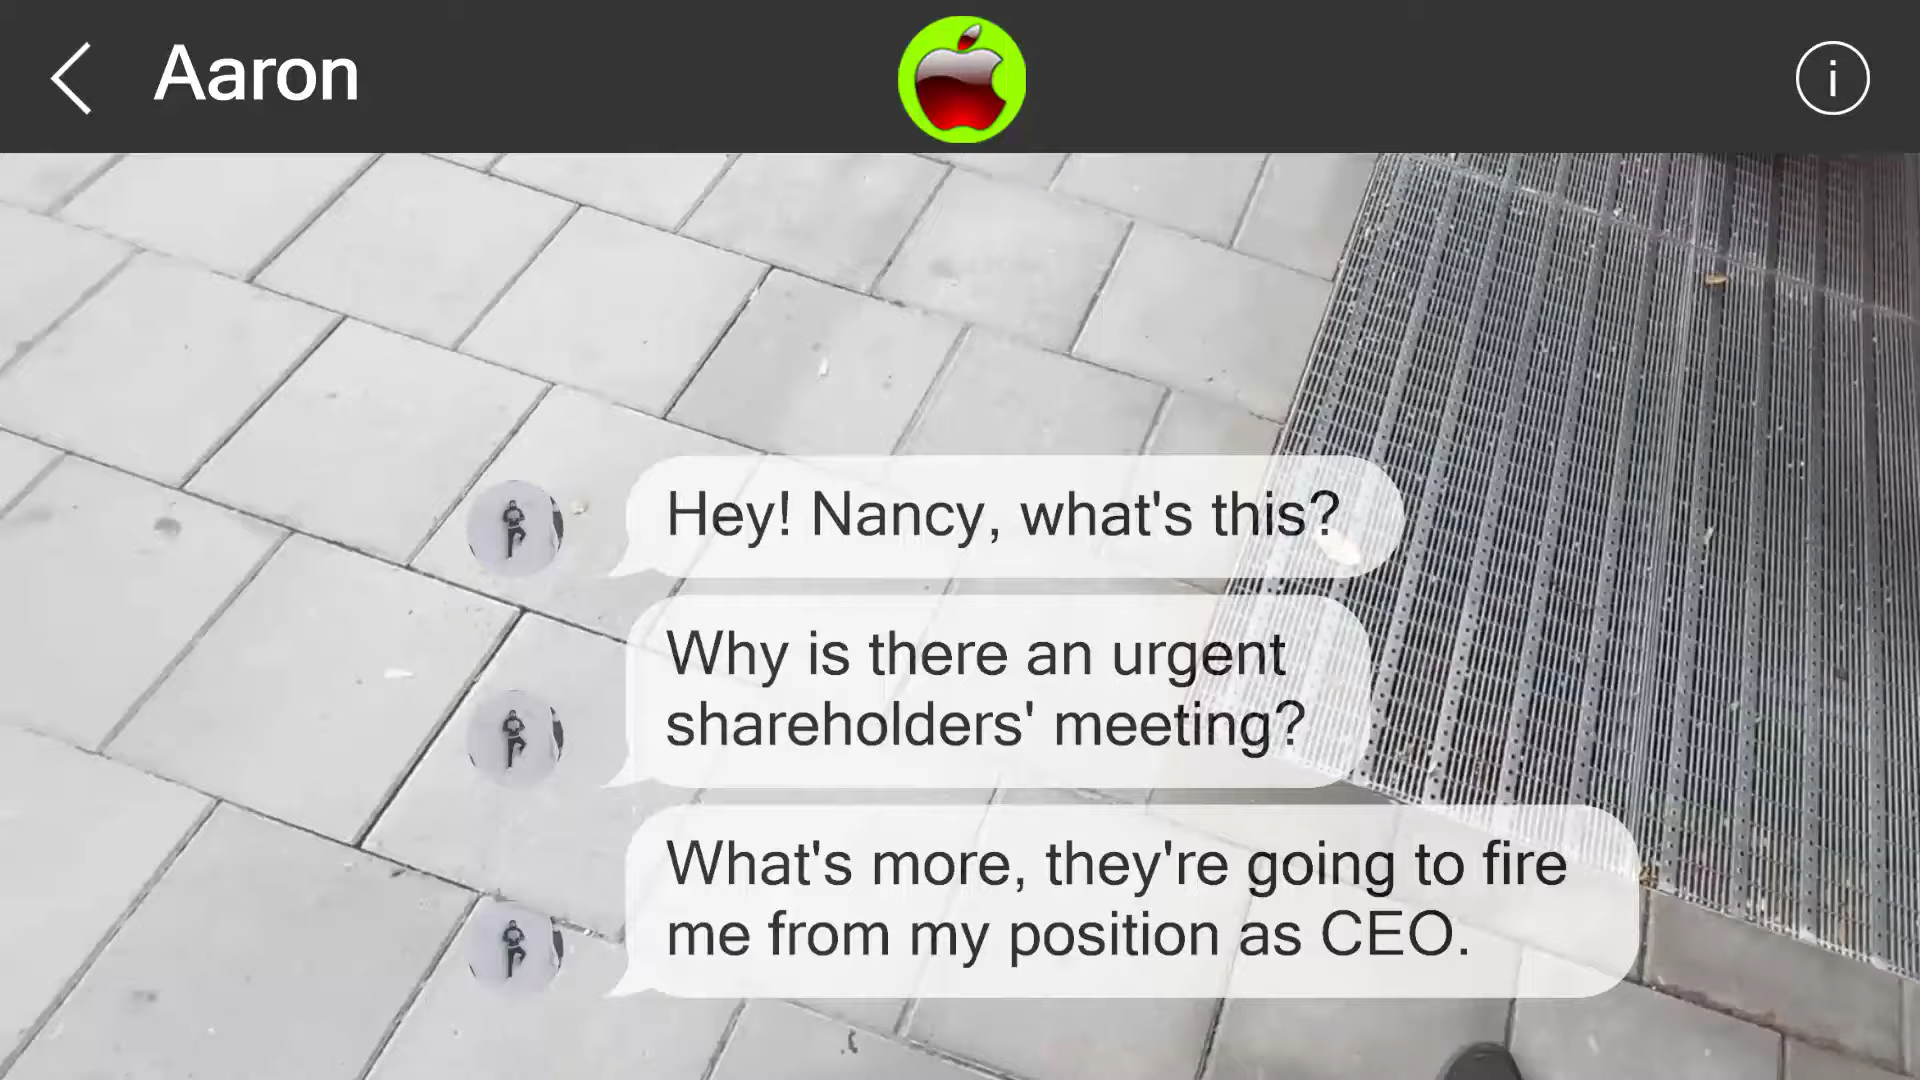 Aaron
i
Hey! Nancy, what's this?
Why is there an urgent
shareholders' meeting?
What's more, they're going to fire
me from my position as CEO.